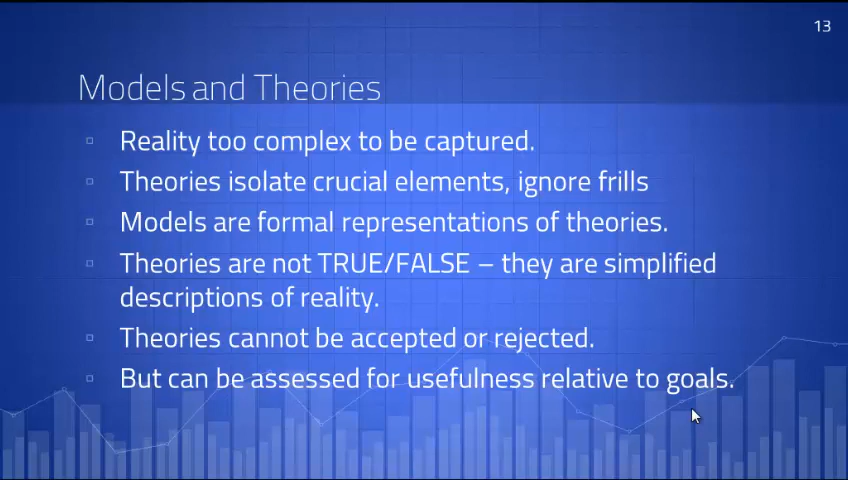 13
Models and Theories
Reality too complex to be captured.
Theories isolate crucial elements, ignore frills
Models are formal representations of theories.
Theories are not TRUE/FALSE – they are simplified
descriptions of reality.
Theories cannot be accepted or rejected.
But can be assessed for usefulness relative to goals.